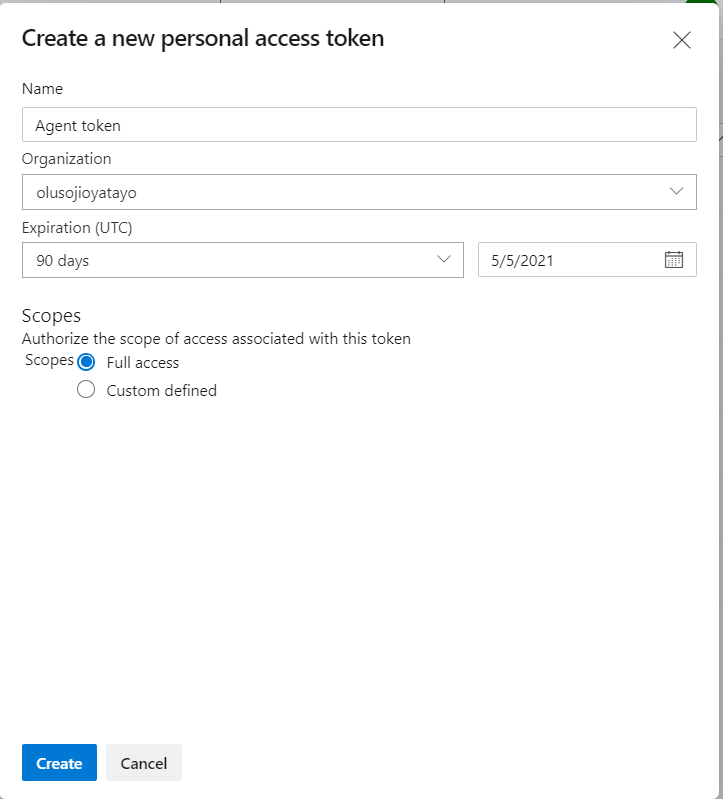 Create a new personal access token
Name
Agent token
Organization
olusojioyatayo
Expiration (UTC)
90 days
5/5/2021
Scopes
Authorize the scope of access associated with this token
Scopes Full access
Custom defined
Create Cancel